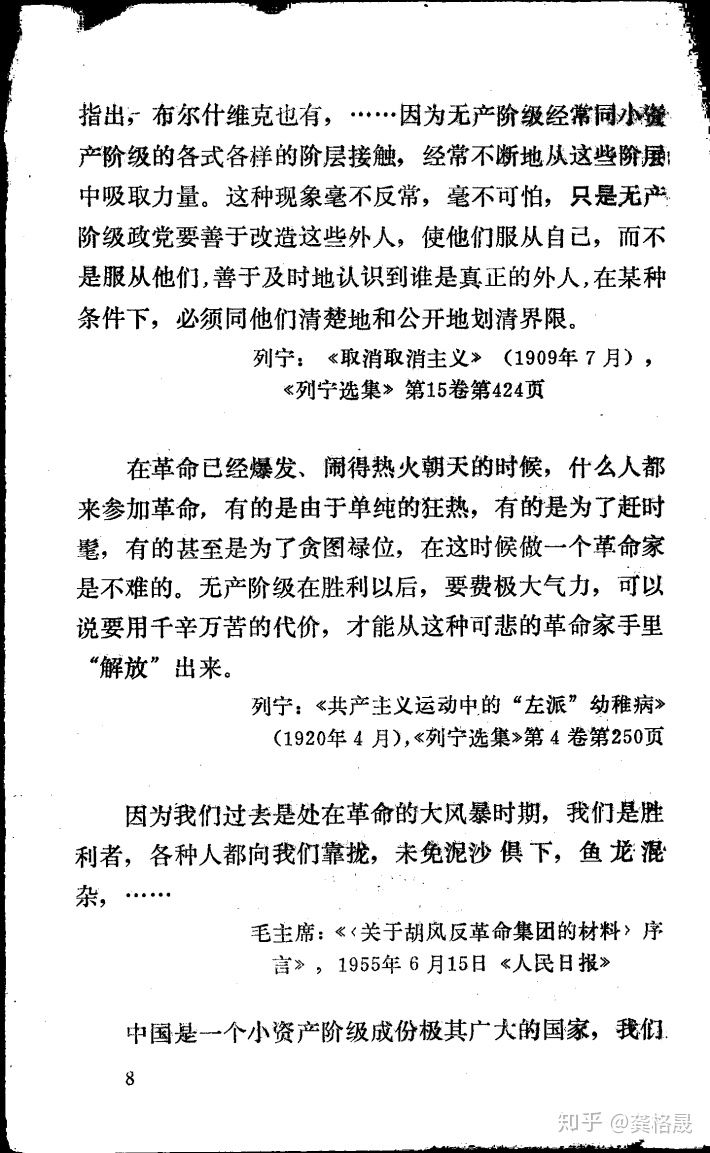 指出,- 布尔什维克也有，……因为无产阶级经常同小资
产阶级的各式各样的阶层接触，经常不断地从这些阶层
中吸取力量。这种现象毫不反常，毫不可怕，只是无产
阶级政党要善于改造这些外人，使他们服从自己，而不
是服从他们,善于及时地认识到谁是真正的外人,在某种
条件下，必须同他们清楚地和公开地划清界限。
列宁：《取消取消主义》（1909年7月），
《列宁选集》第15卷第424页
在革命已经爆发、闹得热火朝天的时候，什么人都
来参加革命，有的是由于单纯的狂热，有的是为了赶时
髦，有的甚至是为了贪图禄位，在这时候做一个革命家
是不难的。无产阶级在胜利以后，要费极大气力，可以
说要用千辛万苦的代价，才能从这种可悲的革命家手里
“解放”出来。
列宁：《共产主义运动中的“左派”幼稚病》
（1920年4月），《列宁选集》第4卷第250页
因为我们过去是处在革命的大风暴时期，我们是胜
利者，各种人都向我们靠拢，未免泥沙俱下，鱼龙混
杂，……
毛主席：《〈关于胡风反革命集团的材料〉序
言》，1955年6月15日《人民日报》
中国是一个小资产阶级成份极其广大的国家，我们
8
知乎 @龚格晟